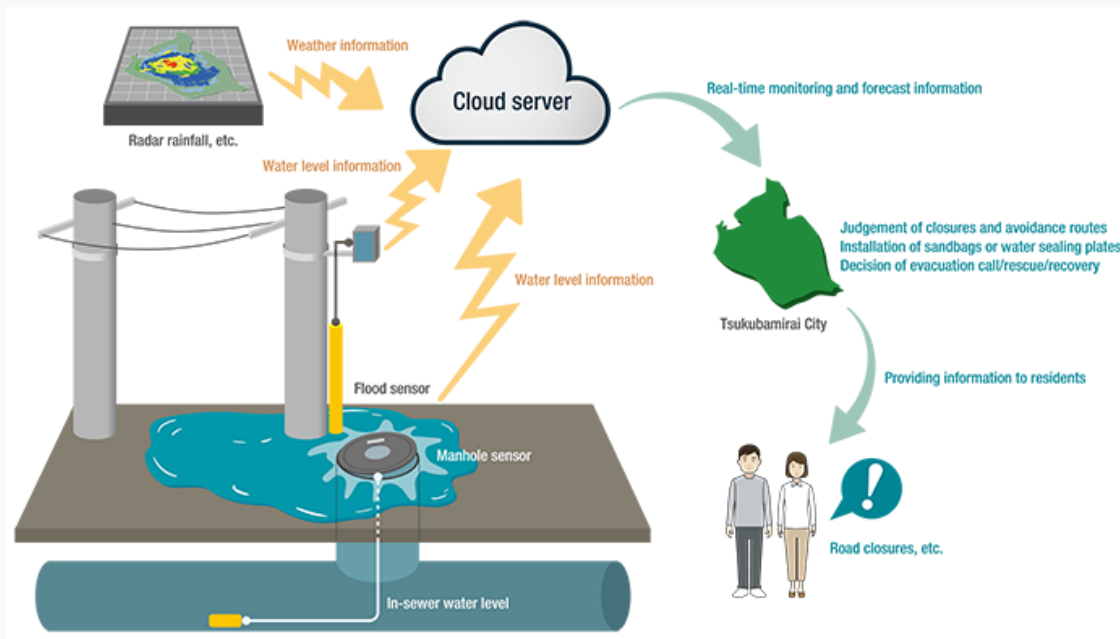 Weather information
Cloud server
Radar rainfall, etc.
Real-time monitoring and forecast information
Water level information
Water level information
Judgement of closures and avoidance routes
Installation of sandbags or water sealing plates
Decision of evacuation call/rescue/recovery
Tsukubamirai City
Flood sensor
Providing information to residents
Manhole sensor
Road closures, etc.
In-sewer water level